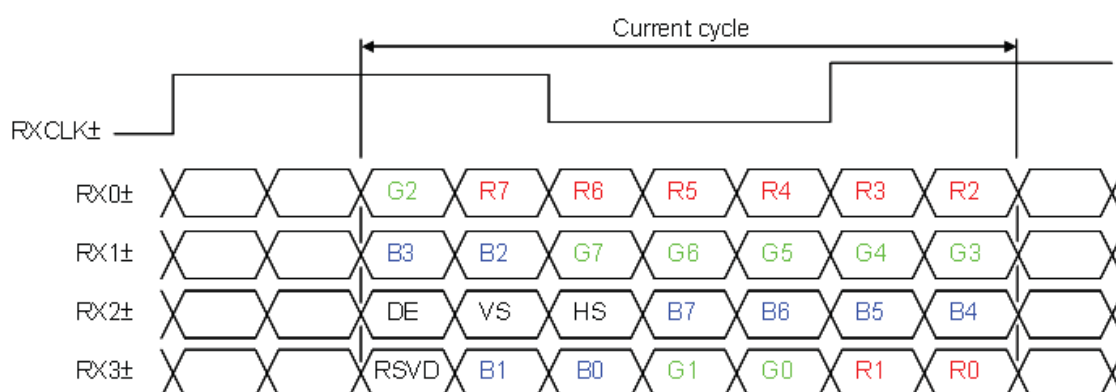 Current cycle
RXCLK±
RX0± G2 R7 R6 R5 R4 R3 R2
RX1± B3 B2 G7 G6 G5 G4 G3
RX2± DE VS HS B7 B6 B5 B4
RX3± RSVD B1 B0 G1 G0 R1 R0